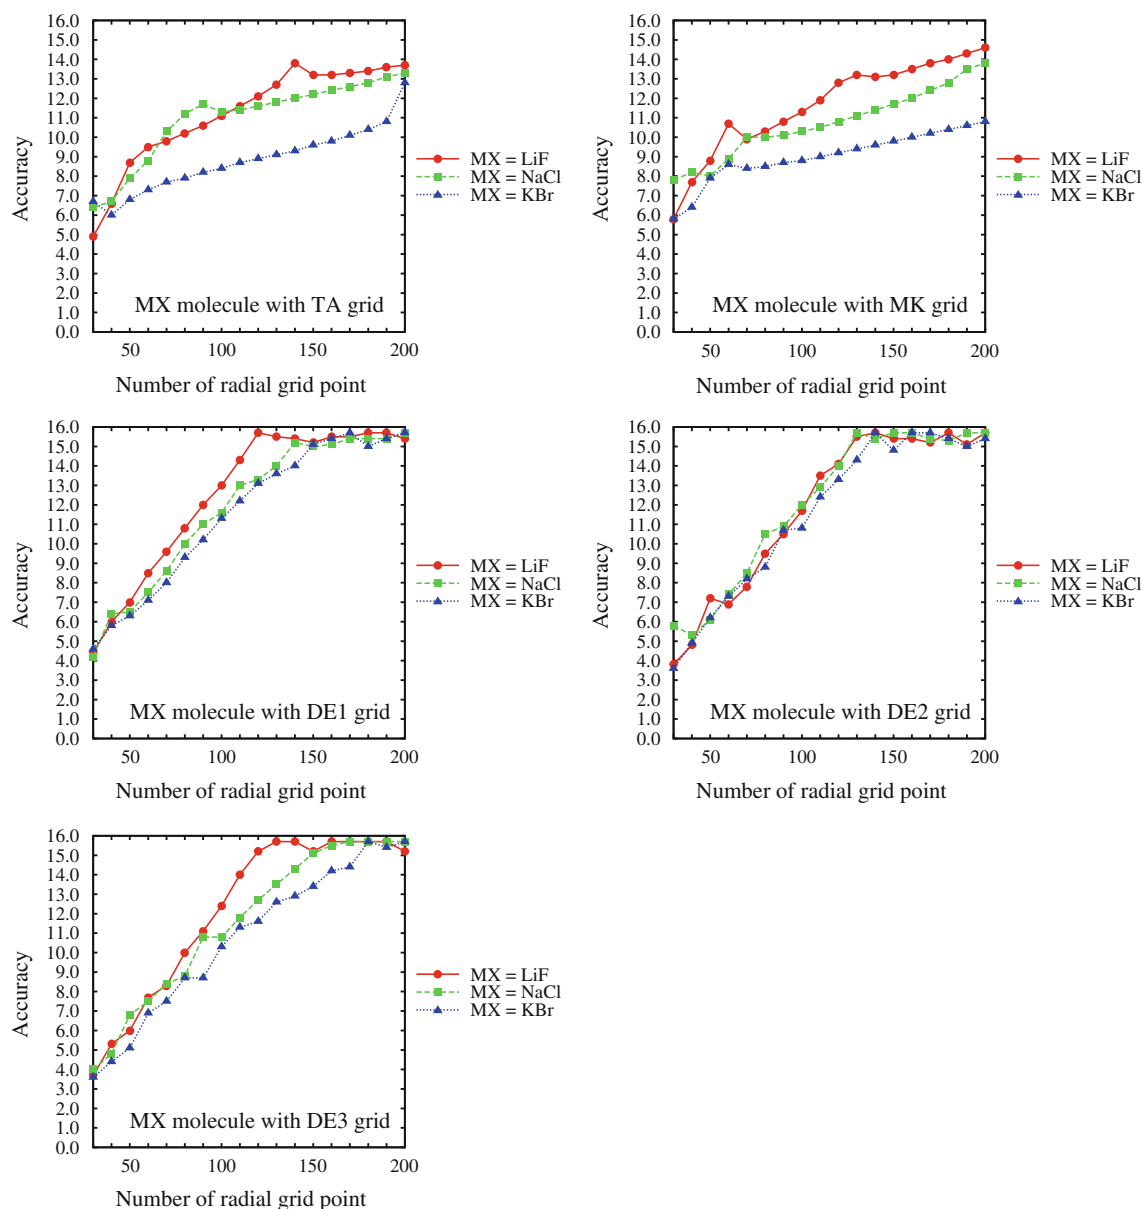 16.0
15.0
14.0
13.0
12.0
11.0
10.0
9.0
8.0
7.0
6.0
5.0
4.0
3.0
2.0
1.0
0.0
Accuracy
MX = LiF
MX = NaCl
MX = KBr
MX molecule with TA grid
50 100 150 200
Number of radial grid point
16.0
15.0
14.0
13.0
12.0
11.0
10.0
9.0
8.0
7.0
6.0
5.0
4.0
3.0
2.0
1.0
0.0
Accuracy
MX = LiF
MX = NaCl
MX = KBr
MX molecule with MK grid
50 100 150 200
Number of radial grid point
16.0
15.0
14.0
13.0
12.0
11.0
10.0
9.0
8.0
7.0
6.0
5.0
4.0
3.0
2.0
1.0
0.0
Accuracy
MX = LiF
MX = NaCl
MX = KBr
MX molecule with DE1 grid
50 100 150 200
Number of radial grid point
16.0
15.0
14.0
13.0
12.0
11.0
10.0
9.0
8.0
7.0
6.0
5.0
4.0
3.0
2.0
1.0
0.0
Accuracy
MX = LiF
MX = NaCl
MX = KBr
MX molecule with DE2 grid
50 100 150 200
Number of radial grid point
16.0
15.0
14.0
13.0
12.0
11.0
10.0
9.0
8.0
7.0
6.0
5.0
4.0
3.0
2.0
1.0
0.0
Accuracy
MX = LiF
MX = NaCl
MX = KBr
MX molecule with DE3 grid
50 100 150 200
Number of radial grid point